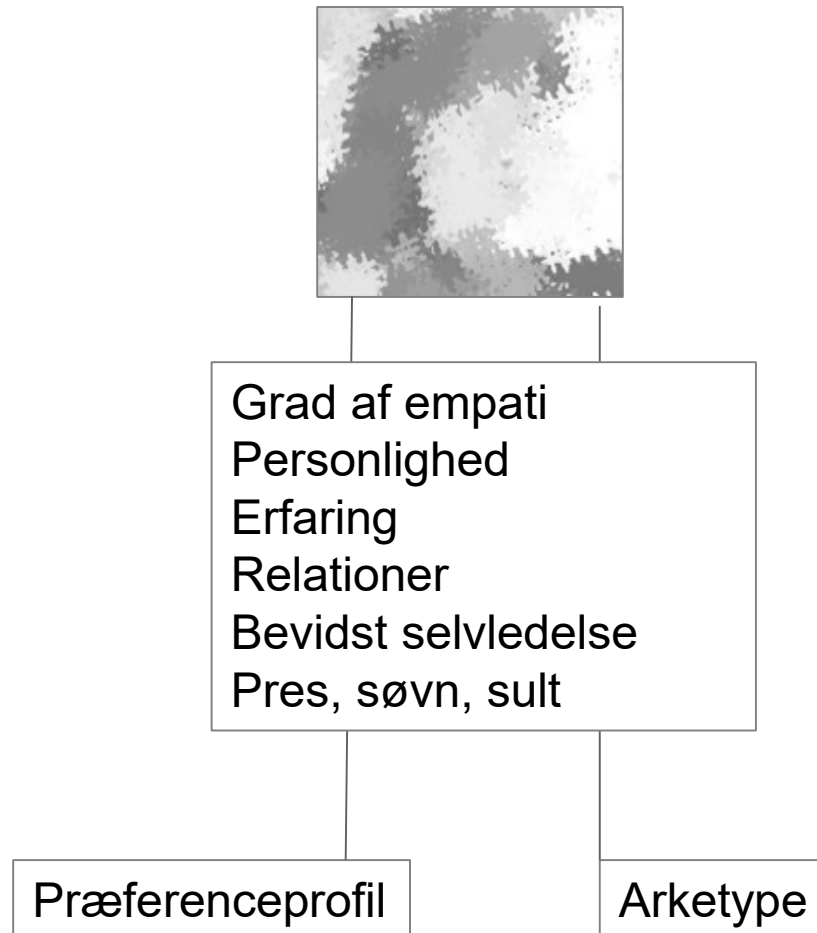 Grad af empati
Personlighed
Erfaring
Relationer
Bevidst selvledelse
Pres, søvn, sult
Præferenceprofil
Arketype